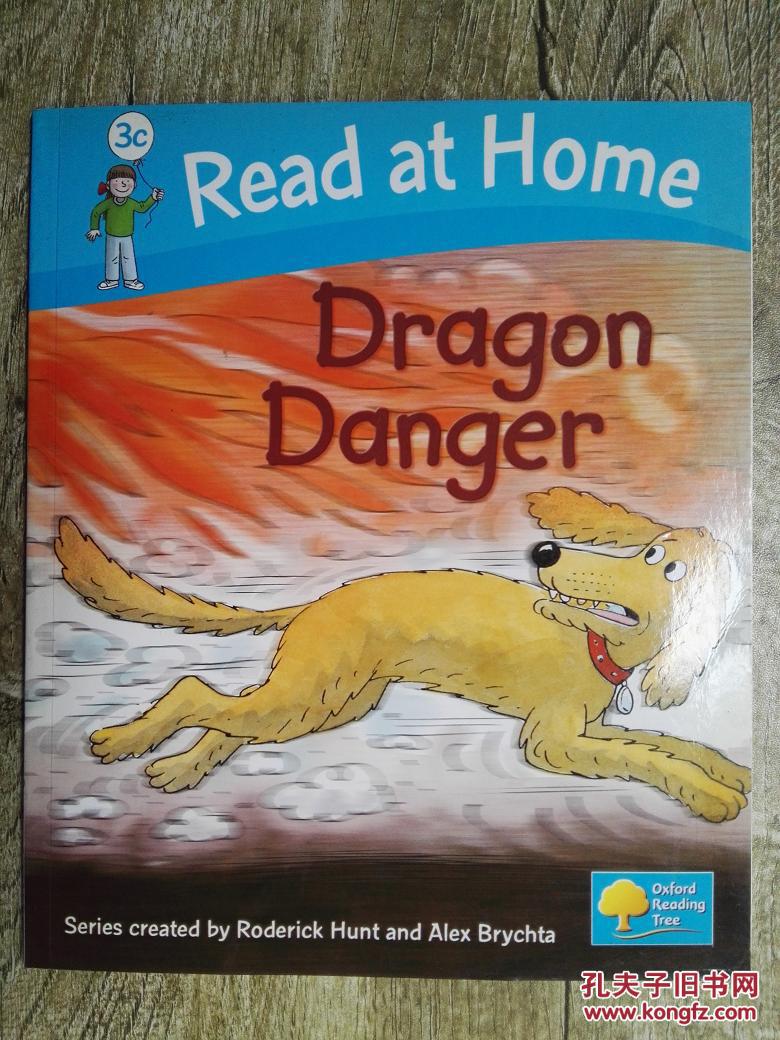 3c
Read at Home
Dragon
Danger
Series created by Roderick Hunt and Alex Brychta
Oxford
Reading
Tree
孔夫子旧书网
www.kongfz.com